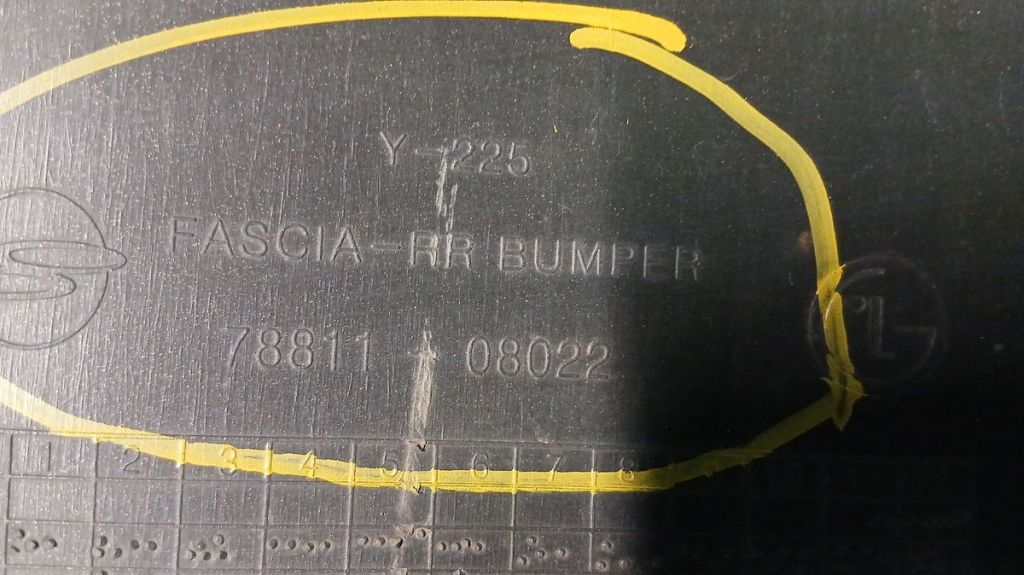 Y-225
FASCIA-RR BUMPER
78811-08022
1 2 3 4 5 6 7 8